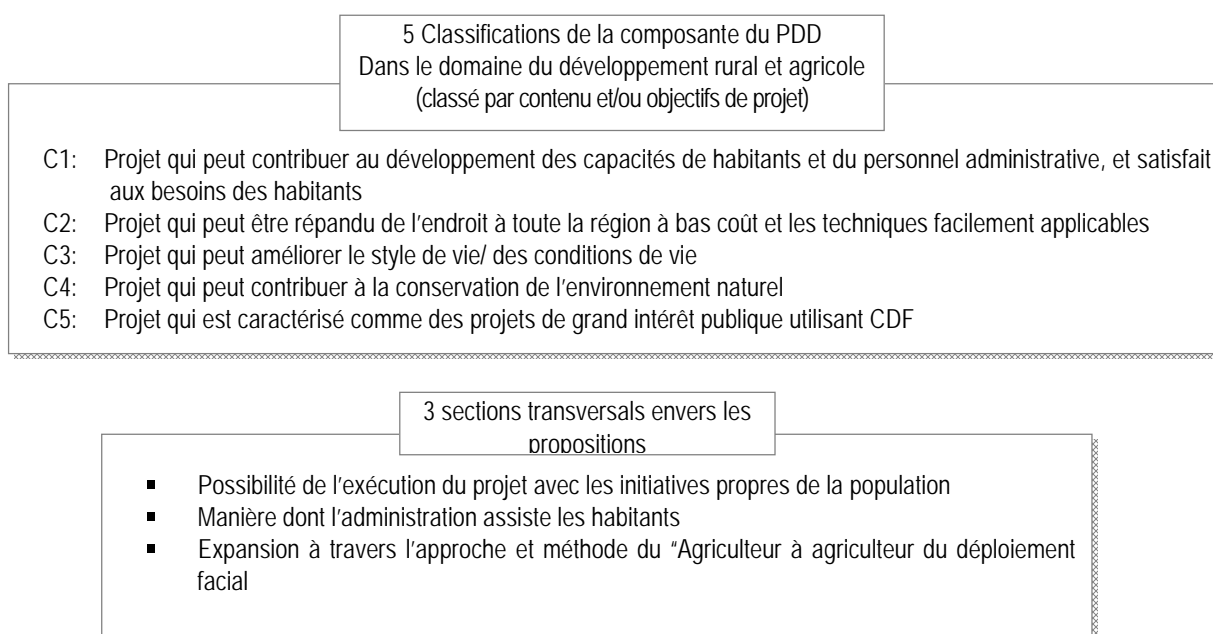 5 Classifications de la composante du PDD
Dans le domaine du développement rural et agricole
(classé par contenu et/ou objectifs de projet)
C1: Projet qui peut contribuer au développement des capacités de habitants et du personnel administrative, et satisfait
aux besoins des habitants
C2: Projet qui peut être répandu de l'endroit à toute la région à bas coût et les techniques facilement applicables
C3: Projet qui peut améliorer le style de vie/ des conditions de vie
C4: Projet qui peut contribuer à la conservation de l'environnement naturel
C5: Projet qui est caractérisé comme des projets de grand intérêt publique utilisant CDF
3 sections transversals envers les
propositions
▪ Possibilité de l'exécution du projet avec les initiatives propres de la population
▪ Manière dont l'administration assiste les habitants
▪ Expansion à travers l'approche et méthode du "Agriculteur à agriculteur du déploiement
facial